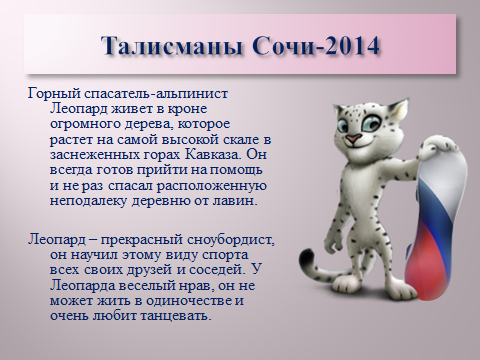 Талисманы Сочи-2014
Горный спасатель-альпинист
Леопард живет в кроне
огромного дерева, которое
растет на самой высокой скале в
заснеженных горах Кавказа. Он
всегда готов прийти на помощь
и не раз спасал расположенную
неподалеку деревню от лавин.
Леопард – прекрасный сноубордист,
он научил этому виду спорта
всех своих друзей и соседей. У
Леопарда веселый нрав, он не
может жить в одиночестве и
очень любит танцевать.